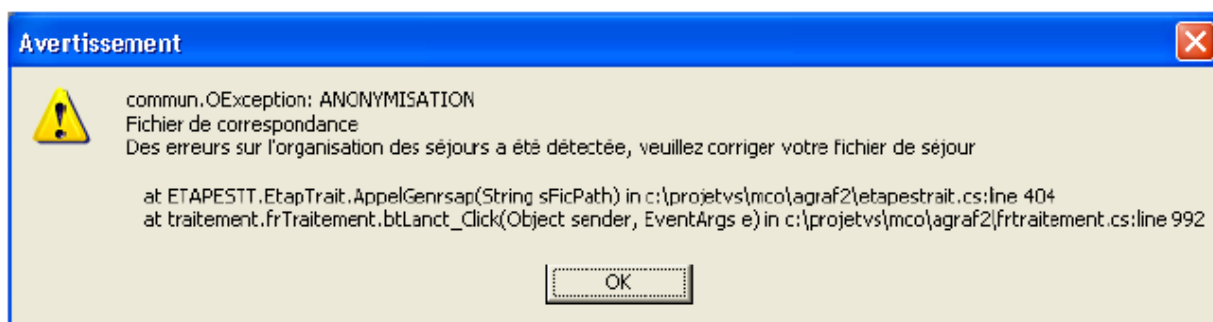 Avertissement
commun.OException: ANONYMISATION
Fichier de correspondance
Des erreurs sur l'organisation des séjours a été détectée, veuillez corriger votre fichier de séjour
at ETAPESTT.EtapTrait.AppelGenrsap(String sFicPath) in c:\projetvs\mco\agraf2\etapestrait.cs:line 404
at traitement.frTraitement.btLanct_Click(Object sender, EventArgs e) in c:\projetvs\mco\agraf2\frtraitement.cs:line 992
OK